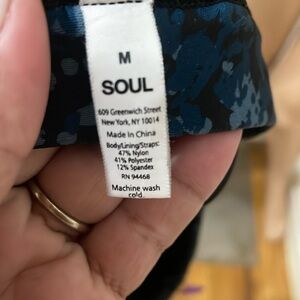 M
SOUL
609 Greenwich Street
New York, NY 10014
Made in China
Body/Lining/Straps:
47% Nylon
41% Polyester
12% Spandex
RN 94468
Machine wash
cold.